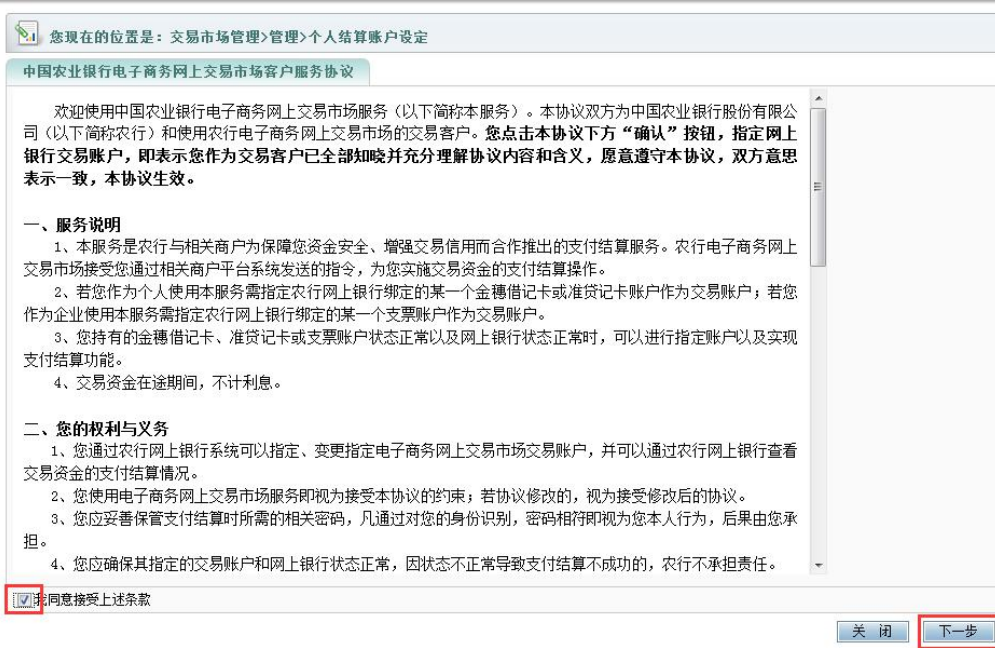 您现在的位置是：交易市场管理>管理>个人结算账户设定
中国农业银行电子商务网上交易市场客户服务协议
欢迎使用中国农业银行电子商务网上交易市场服务（以下简称本服务）。本协议双方为中国农业银行股份有限公
司（以下简称农行）和使用农行电子商务网上交易市场的交易客户。您点击本协议下方“确认”按钮，指定网上
银行交易账户，即表示您作为交易客户已全部知晓并充分理解协议内容和含义，愿意遵守本协议，双方意思
表示一致，本协议生效。
一、服务说明
1、本服务是农行与相关商户为保障您资金安全、增强交易信用而合作推出的支付结算服务。农行电子商务网上
交易市场接受您通过相关商户平台系统发送的指令，为您实施交易资金的支付结算操作。
2、若您作为个人使用本服务需指定农行网上银行绑定的某一个金穗借记卡或准贷记卡账户作为交易账户；若您
作为企业使用本服务需指定农行网上银行绑定的某一个支票账户作为交易账户。
3、您持有的金穗借记卡、准贷记卡或支票账户状态正常以及网上银行状态正常时，可以进行指定账户以及实现
支付结算功能。
4、交易资金在途期间，不计利息。
二、您的权利与义务
1、您通过农行网上银行系统可以指定、变更指定电子商务网上交易市场交易账户，并可以通过农行网上银行查看
交易资金的支付结算情况。
2、您使用电子商务网上交易市场服务即视为接受本协议的约束；若协议修改的，视为接受修改后的协议。
3、您应妥善保管支付结算时所需的相关密码，凡通过对您的身份识别，密码相符即视为您本人行为，后果由您承
担。
4、您应确保其指定的交易账户和网上银行状态正常，因状态不正常导致支付结算不成功的，农行不承担责任。
我同意接受上述条款
关 闭
下一步